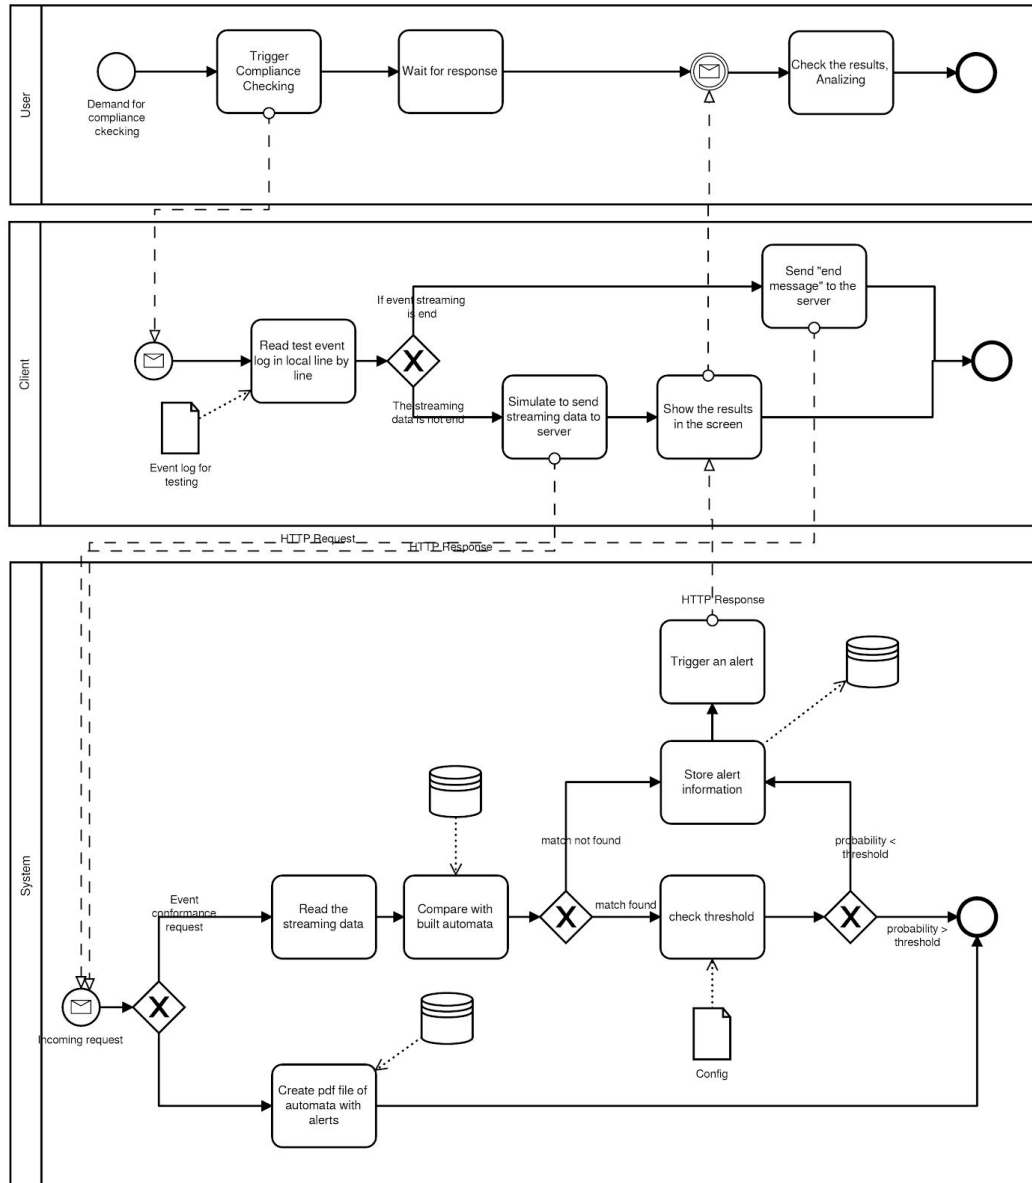 User
Trigger
Compliance
Checking
Wait for response
Check the results,
Analizing
Demand for
compliance
ckecking
Client
Send "end
message" to the
server
If event streaming
is end
Read test event
log in local line by
line
The streaming
data is not end
Simulate to send
streaming data to
server
Show the results
in the screen
Event log for
testing
HTTP Request
HTTP Response
System
HTTP Response
Trigger an alert
Store alert
information
match not found
probability <
threshold
Event
conformance
request
Read the
streaming data
Compare with
built automata
match found
check threshold
probability >
threshold
Incoming request
Config
Create pdf file of
automata with
alerts